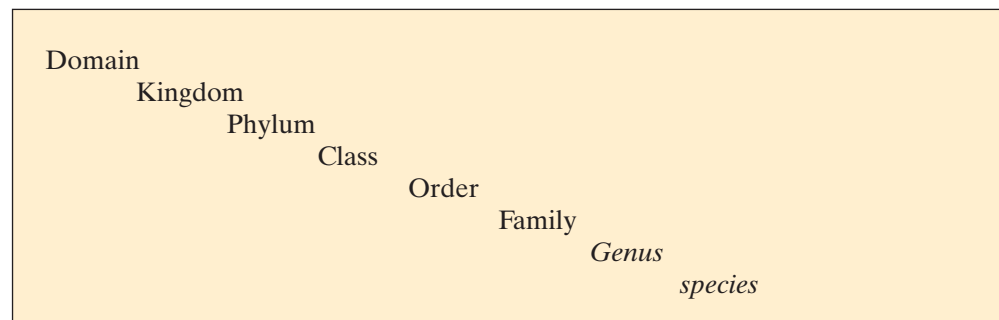 Domain
Kingdom
Phylum
Class
Order
Family
Genus
species